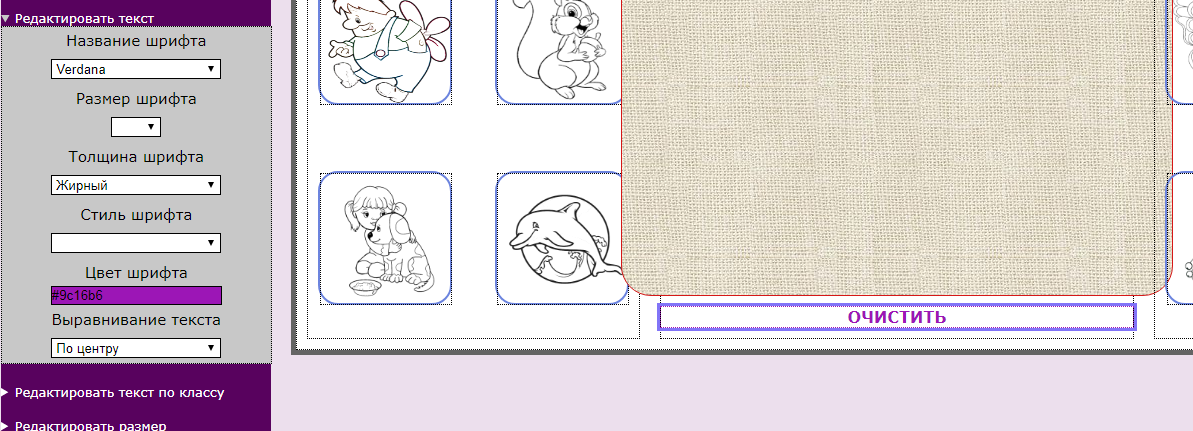 Редактировать текст
Название шрифта
Verdana
Размер шрифта
Толщина шрифта
Жирный
Стиль шрифта
Цвет шрифта
#9c16b6
Выравнивание текста
По центру
Редактировать текст по классу
Редактировать размер
ОЧИСТИТЬ